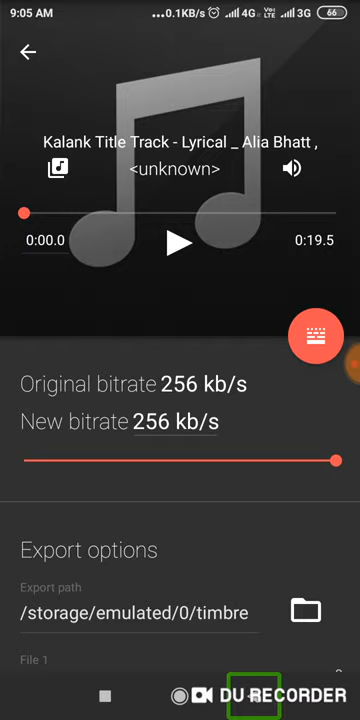 9:05 AM ...0.1KB/s 4G Vo LTE 3G 66
Kalank Title Track - Lyrical _ Alia Bhatt ,
<unknown>
0:00.0 0:19.5
Original bitrate 256 kb/s
New bitrate 256 kb/s
Export options
Export path
/storage/emulated/0/timbre
File 1
DU RECORDER